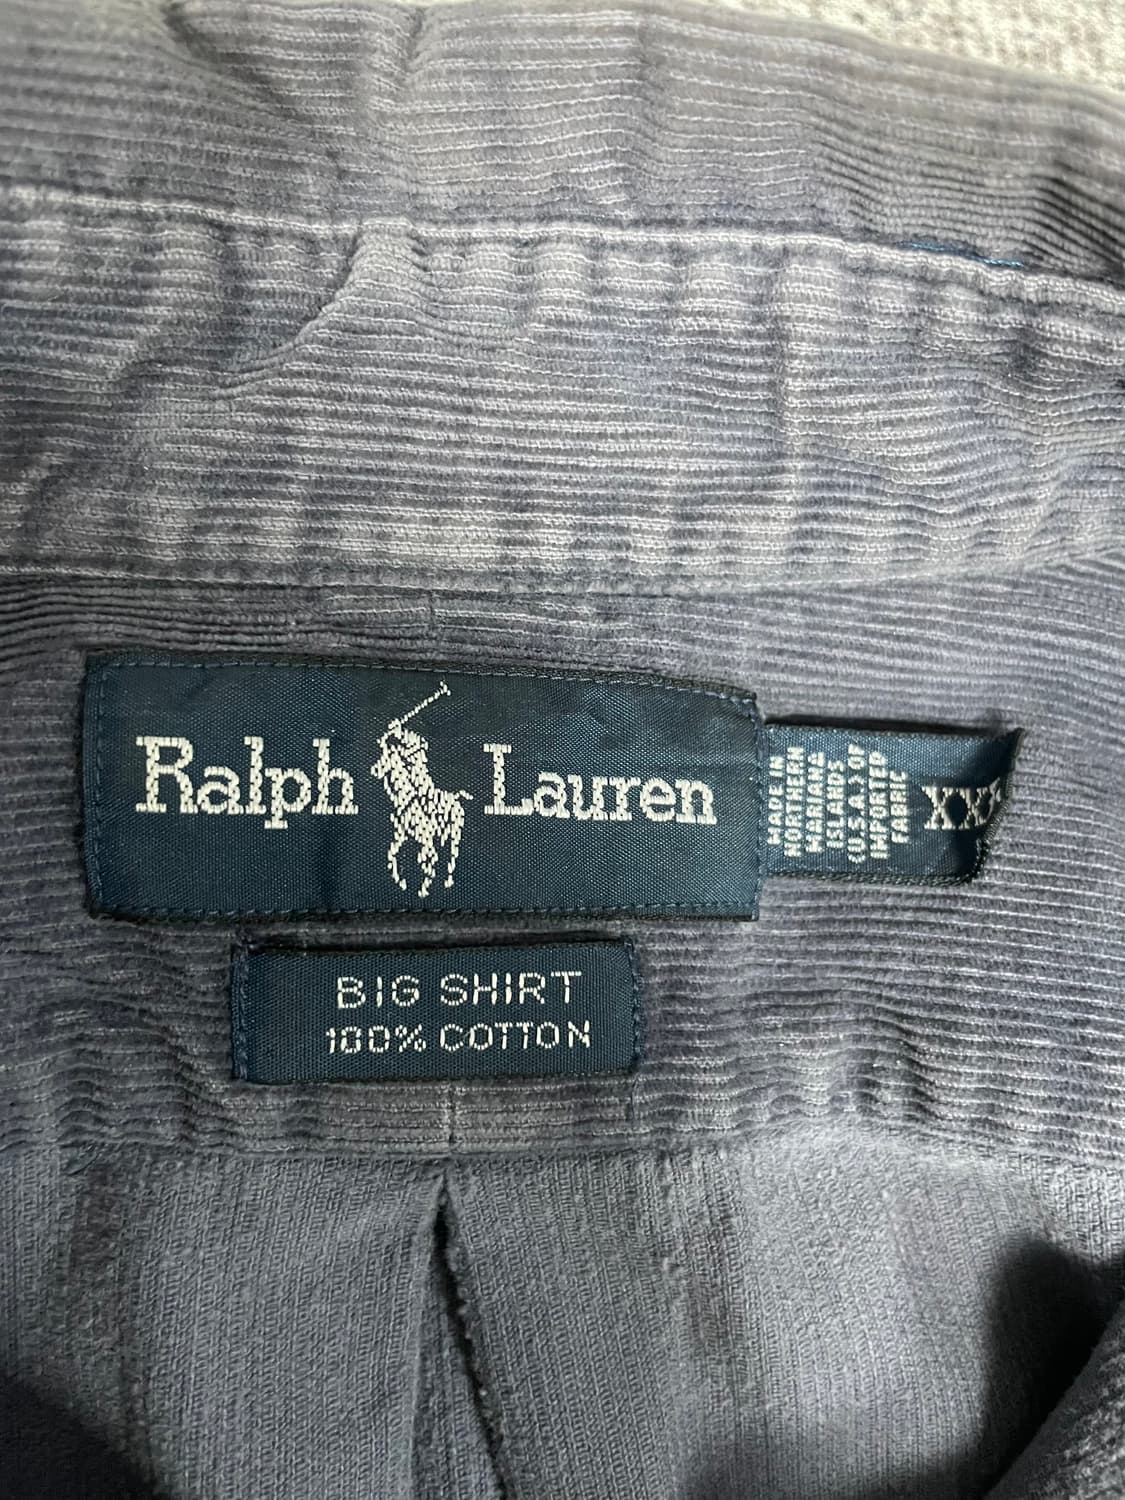 Ralph Lauren
MADE IN
NORTHERN
MARIANA
ISLANDS
(U.S.A.) OF
IMPORTED
FABRIC
BIG SHIRT
100% COTTON